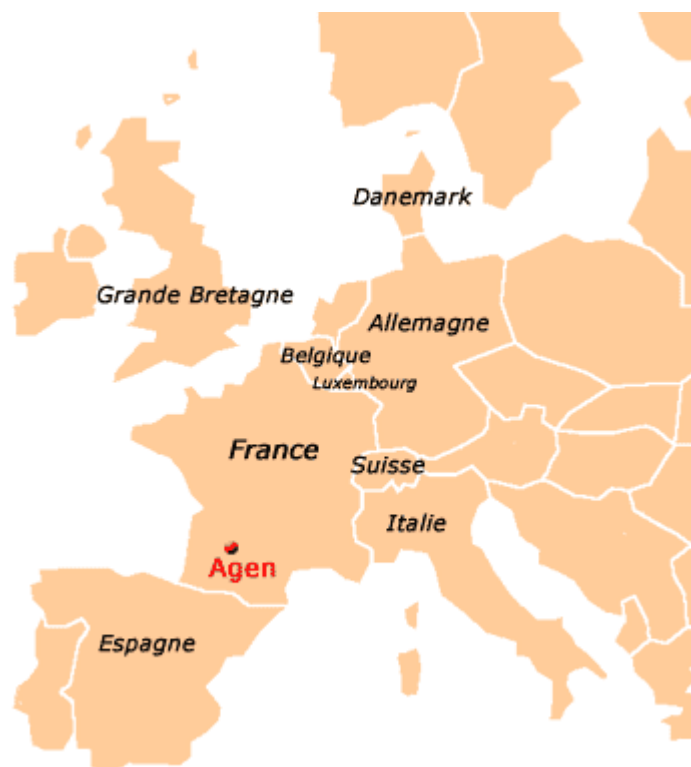 Danemark
Grande Bretagne
Allemagne
Belgique
Luxembourg
France
Suisse
Italie
Agen
Espagne